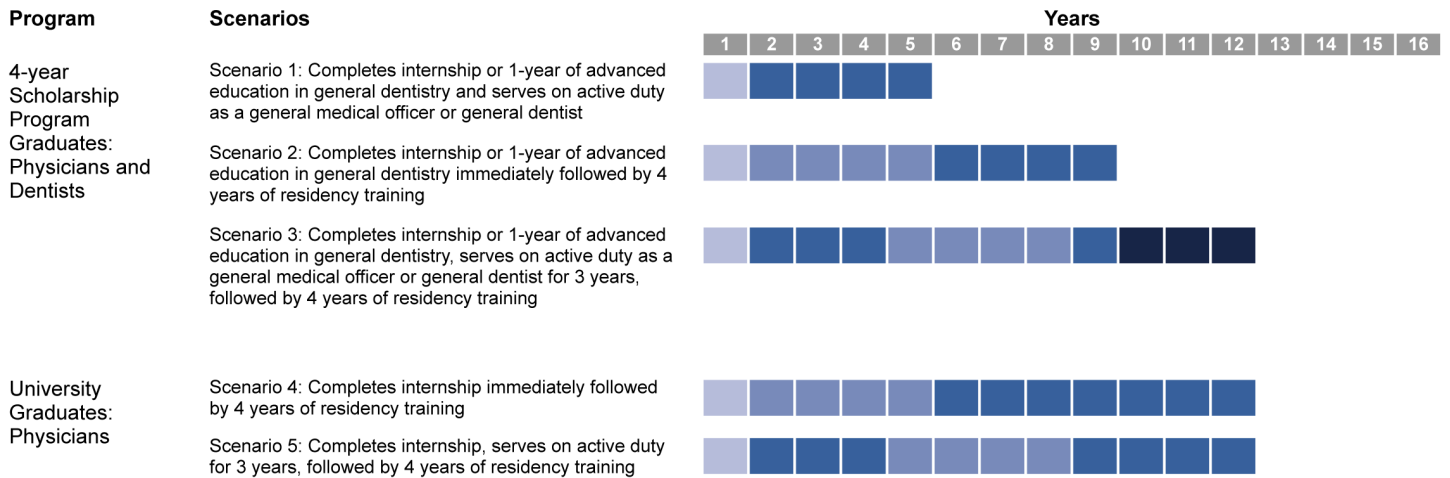 Program Scenarios Years
1 2 3 4 5 6 7 8 9 10 11 12 13 14 15 16
4-year
Scholarship
Program
Graduates:
Physicians and
Dentists
Scenario 1: Completes internship or 1-year of advanced
education in general dentistry and serves on active duty
as a general medical officer or general dentist
Scenario 2: Completes internship or 1-year of advanced
education in general dentistry immediately followed by 4
years of residency training
Scenario 3: Completes internship or 1-year of advanced
education in general dentistry, serves on active duty as a
general medical officer or general dentist for 3 years,
followed by 4 years of residency training
University
Graduates:
Physicians
Scenario 4: Completes internship immediately followed
by 4 years of residency training
Scenario 5: Completes internship, serves on active duty
for 3 years, followed by 4 years of residency training